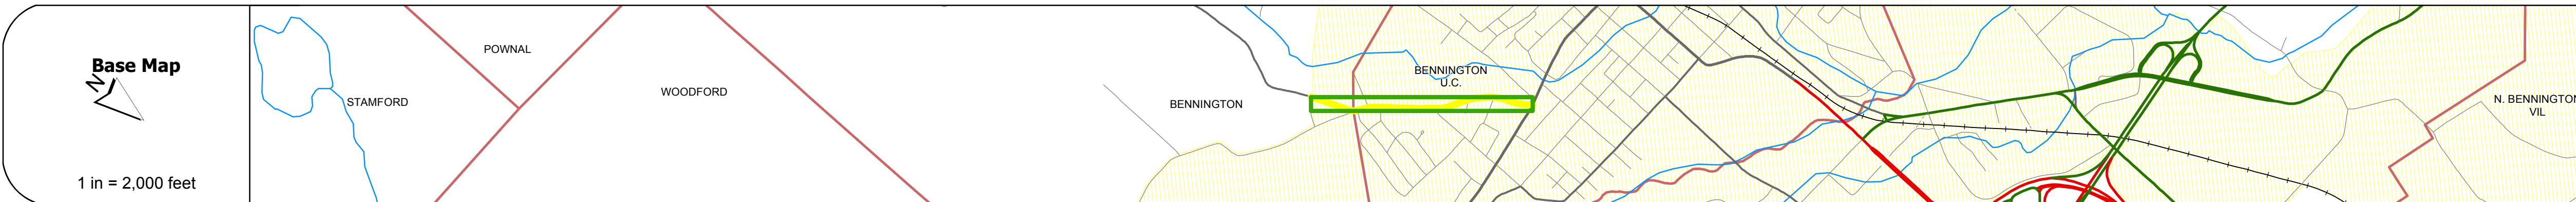 Base Map
N
1 in = 2,000 feet
POWNAL
STAMFORD
WOODFORD
BENNINGTON
BENNINGTON
U.C.
N. BENNINGTON
VIL